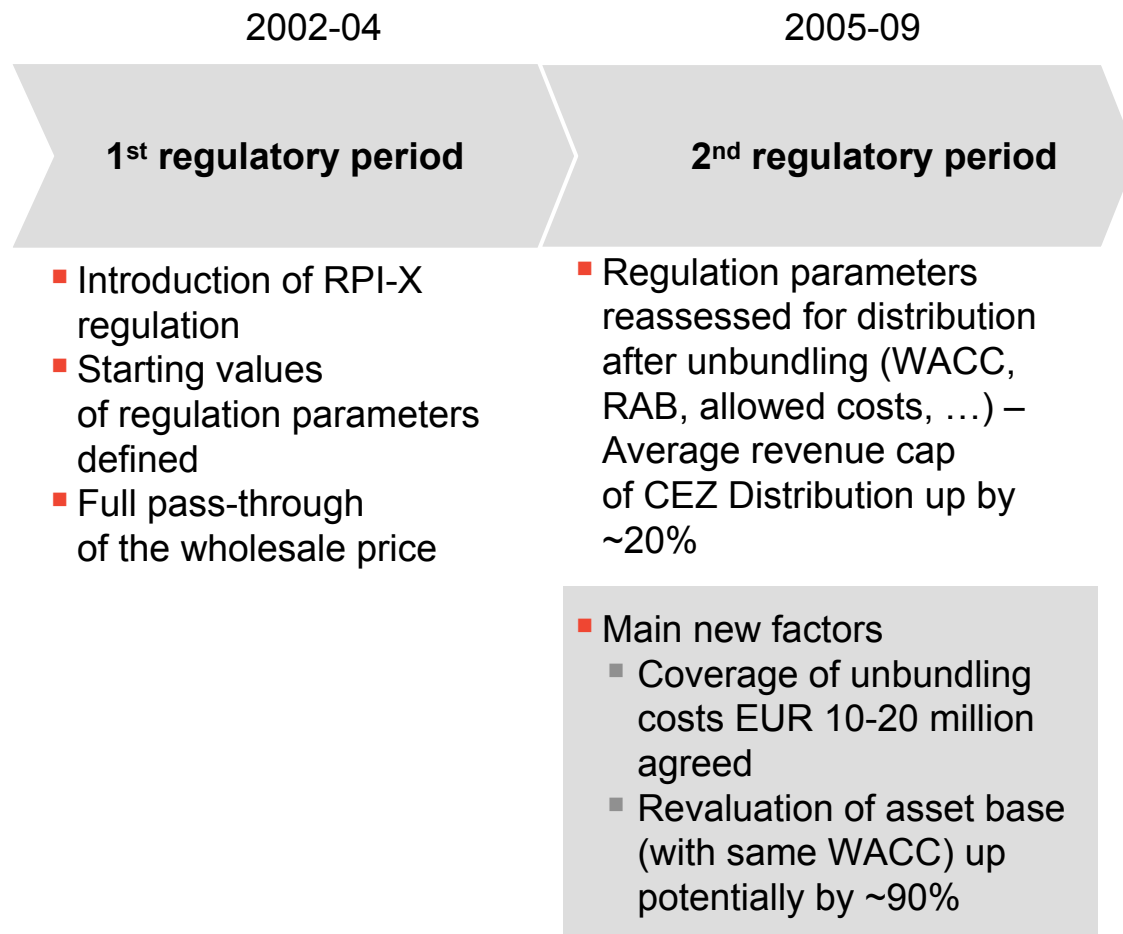 2002-04
1st regulatory period
▪ Introduction of RPI-X
regulation
▪ Starting values
of regulation parameters
defined
▪ Full pass-through
of the wholesale price
2005-09
2nd regulatory period
▪ Regulation parameters
reassessed for distribution
after unbundling (WACC,
RAB, allowed costs, …) –
Average revenue cap
of CEZ Distribution up by
~20%
▪ Main new factors
▪ Coverage of unbundling
costs EUR 10-20 million
agreed
▪ Revaluation of asset base
(with same WACC) up
potentially by ~90%